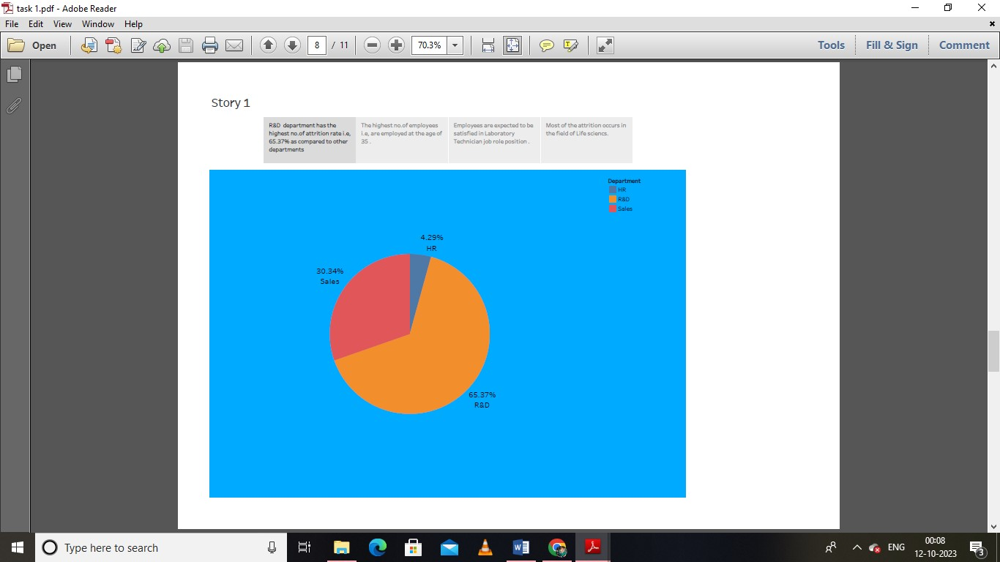 task 1.pdf - Adobe Reader
File Edit View Window Help
Open
8 / 11
70.3%
Tools
Fill & Sign
Comment
Story 1
R&D department has the
highest no.of attrition rate i.e,
65.37% as compared to other
departments
The highest no.of employees
i.e, are employed at the age of
35 .
Employees are expected to be
satisfied in Laboratory
Technician job role position .
Most of the attrition occurs in
the field of Life sciencs.
Department
HR
R&D
Sales
4.29%
HR
30.34%
Sales
65.37%
R&D
Type here to search
ENG
00:08
12-10-2023
3